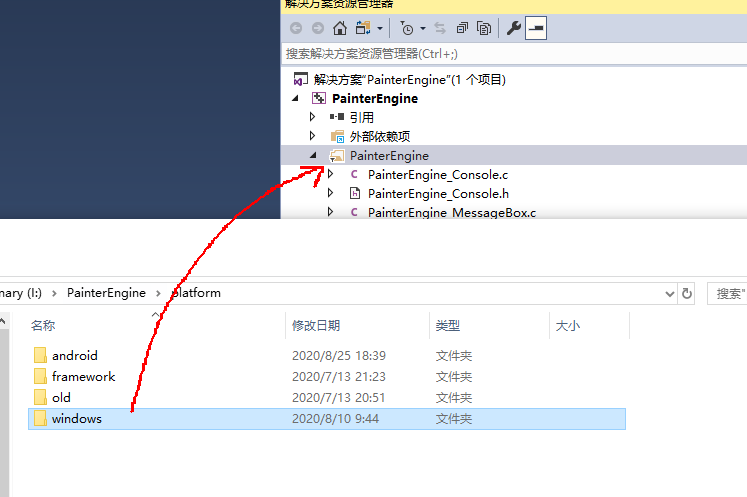 解决方案资源管理器
搜索解决方案资源管理器(Ctrl+;)
解决方案"PainterEngine"(1 个项目)
PainterEngine
引用
外部依赖项
PainterEngine
PainterEngine_Console.c
PainterEngine_Console.h
PainterEngine_MessageBox.c
(I:) › PainterEngine › platform
搜索"
名称 修改日期 类型 大小
android 2020/8/25 18:39 文件夹
framework 2020/7/13 21:23 文件夹
old 2020/7/13 20:51 文件夹
windows 2020/8/10 9:44 文件夹